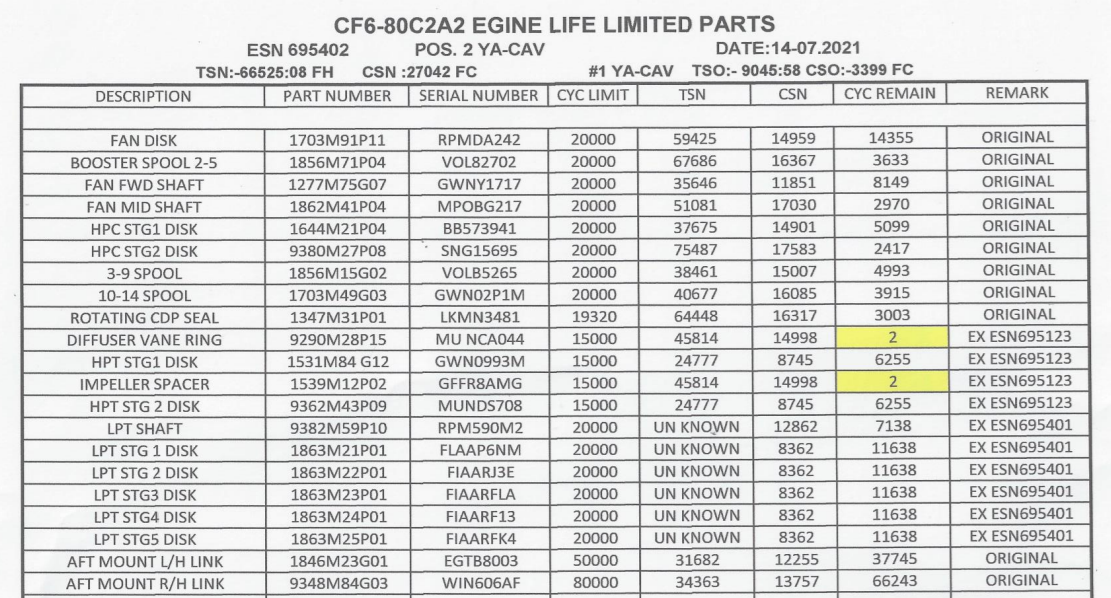 CF6-80C2A2 EGINE LIFE LIMITED PARTS
ESN 695402 POS. 2 YA-CAV DATE:14-07.2021
TSN:-66525:08 FH CSN :27042 FC #1 YA-CAV TSO:- 9045:58 CSO:-3399 FC
DESCRIPTION PART NUMBER SERIAL NUMBER CYC LIMIT TSN CSN CYC REMAIN REMARK
FAN DISK 1703M91P11 RPMDA242 20000 59425 14959 14355 ORIGINAL
BOOSTER SPOOL 2-5 1856M71P04 VOL82702 20000 67686 16367 3633 ORIGINAL
FAN FWD SHAFT 1277M75G07 GWNY1717 20000 35646 11851 8149 ORIGINAL
FAN MID SHAFT 1862M41P04 MPOBG217 20000 51081 17030 2970 ORIGINAL
HPC STG1 DISK 1644M21P04 BB573941 20000 37675 14901 5099 ORIGINAL
HPC STG2 DISK 9380M27P08 SNG15695 20000 75487 17583 2417 ORIGINAL
3-9 SPOOL 1856M15G02 VOLB5265 20000 38461 15007 4993 ORIGINAL
10-14 SPOOL 1703M49G03 GWN02P1M 20000 40677 16085 3915 ORIGINAL
ROTATING CDP SEAL 1347M31P01 LKMN3481 19320 64448 16317 3003 ORIGINAL
DIFFUSER VANE RING 9290M28P15 MU NCA044 15000 45814 14998 2 EX ESN695123
HPT STG1 DISK 1531M84 G12 GWN0993M 15000 24777 8745 6255 EX ESN695123
IMPELLER SPACER 1539M12P02 GFFR8AMG 15000 45814 14998 2 EX ESN695123
HPT STG 2 DISK 9362M43P09 MUNDS708 15000 24777 8745 6255 EX ESN695123
LPT SHAFT 9382M59P10 RPM590M2 20000 UN KNOWN 12862 7138 EX ESN695401
LPT STG 1 DISK 1863M21P01 FLAAP6NM 20000 UN KNOWN 8362 11638 EX ESN695401
LPT STG 2 DISK 1863M22P01 FIAARJ3E 20000 UN KNOWN 8362 11638 EX ESN695401
LPT STG3 DISK 1863M23P01 FIAARFLA 20000 UN KNOWN 8362 11638 EX ESN695401
LPT STG4 DISK 1863M24P01 FIAARF13 20000 UN KNOWN 8362 11638 EX ESN695401
LPT STG5 DISK 1863M25P01 FIAARFK4 20000 UN KNOWN 8362 11638 EX ESN695401
AFT MOUNT L/H LINK 1846M23G01 EGTB8003 50000 31682 12255 37745 ORIGINAL
AFT MOUNT R/H LINK 9348M84G03 WIN606AF 80000 34363 13757 66243 ORIGINAL